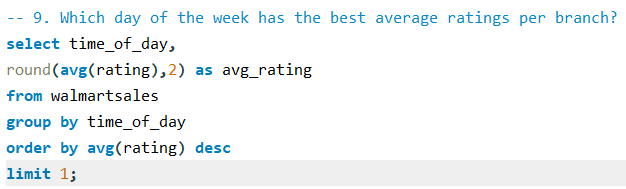 -- 9. Which day of the week has the best average ratings per branch?
select time_of_day,
round(avg(rating),2) as avg_rating
from walmartsales
group by time_of_day
order by avg(rating) desc
limit 1;